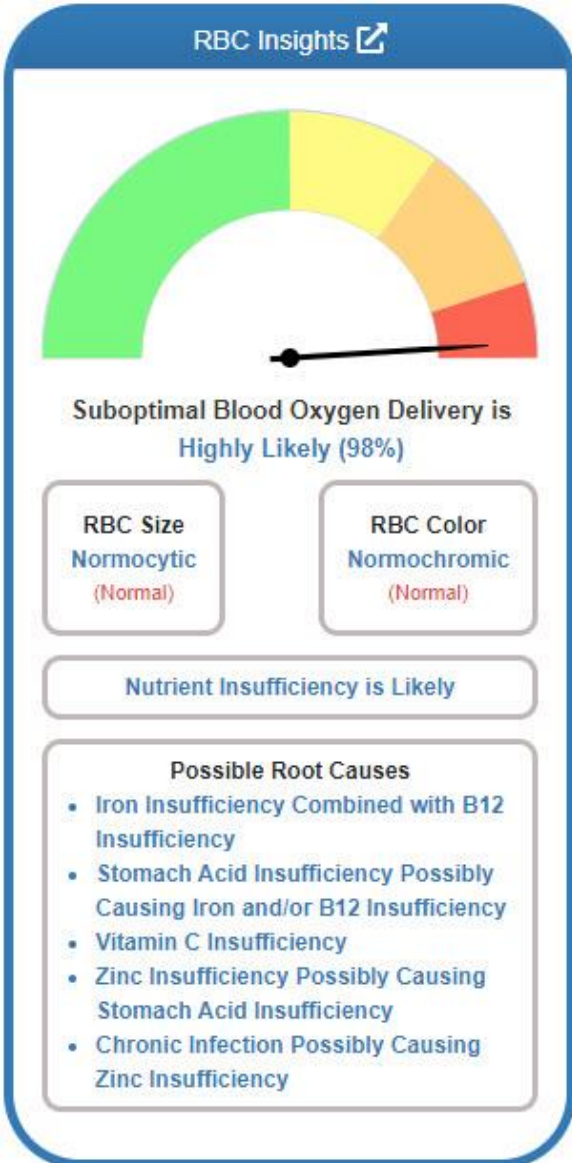 RBC Insights
Suboptimal Blood Oxygen Delivery is
Highly Likely (98%)
RBC Size
Normocytic
(Normal)
RBC Color
Normochromic
(Normal)
Nutrient Insufficiency is Likely
Possible Root Causes
• Iron Insufficiency Combined with B12
Insufficiency
• Stomach Acid Insufficiency Possibly
Causing Iron and/or B12 Insufficiency
• Vitamin C Insufficiency
• Zinc Insufficiency Possibly Causing
Stomach Acid Insufficiency
• Chronic Infection Possibly Causing
Zinc Insufficiency